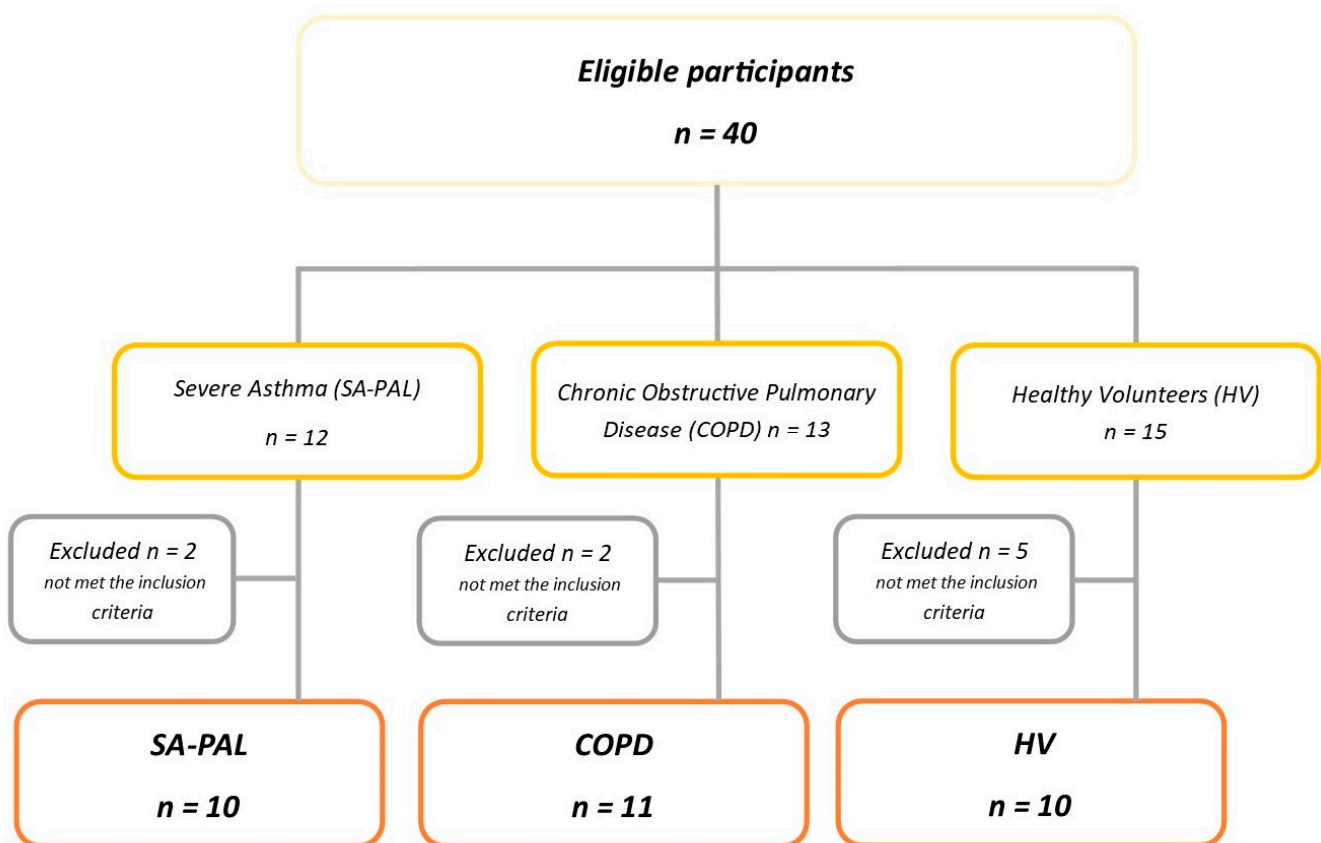 Eligible participants
n = 40
Severe Asthma (SA-PAL)
n = 12
Chronic Obstructive Pulmonary
Disease (COPD) n = 13
Healthy Volunteers (HV)
n = 15
Excluded n = 2
not met the inclusion
criteria
Excluded n = 2
not met the inclusion
criteria
Excluded n = 5
not met the inclusion
criteria
SA-PAL
n = 10
COPD
n = 11
HV
n = 10